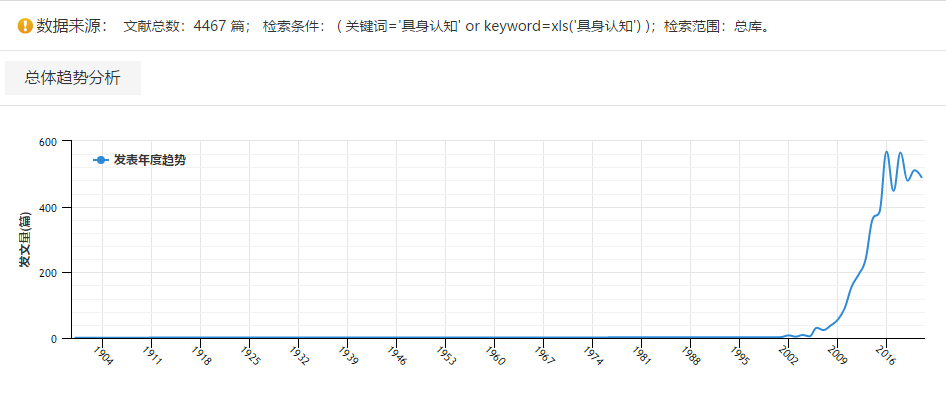 数据来源： 文献总数：4467 篇； 检索条件：（ 关键词='具身认知' or keyword=xls('具身认知') ); 检索范围：总库。
总体趋势分析
发表年度趋势
发文量(篇)
600
400
200
0
1904 1911 1918 1925 1932 1939 1946 1953 1960 1967 1974 1981 1988 1995 2002 2009 2016